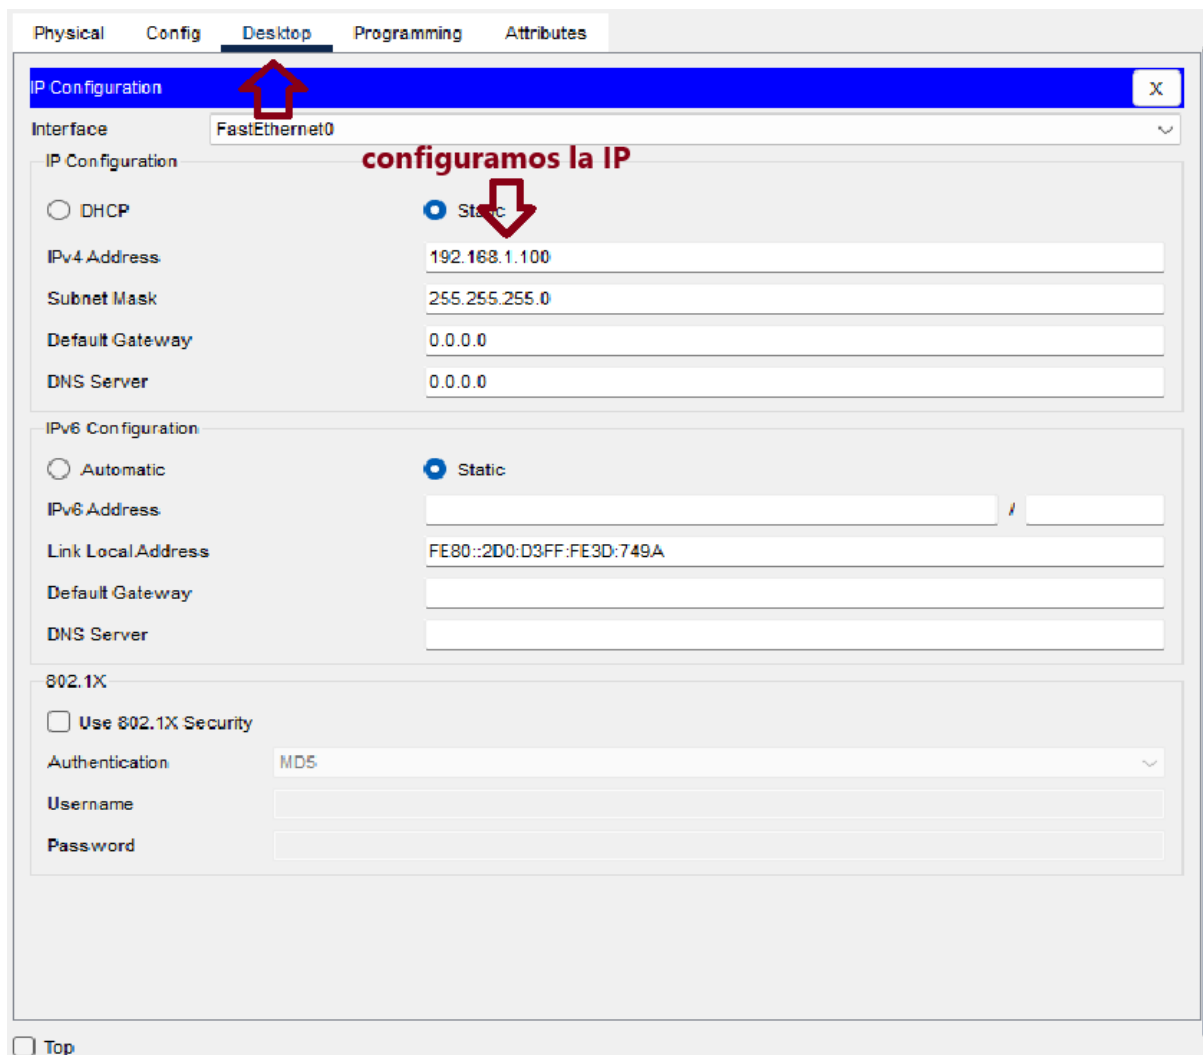 Physical Config Desktop Programming Attributes
IP Configuration X
Interface FastEthernet0
IP Configuration configuramos la IP
DHCP Static
IPv4 Address 192.168.1.100
Subnet Mask 255.255.255.0
Default Gateway 0.0.0.0
DNS Server 0.0.0.0
IPv6 Configuration
Automatic Static
IPv6 Address /
Link Local Address FE80::2D0:D3FF:FE3D:749A
Default Gateway
DNS Server
802.1X
Use 802.1X Security
Authentication MD5
Username
Password
Top